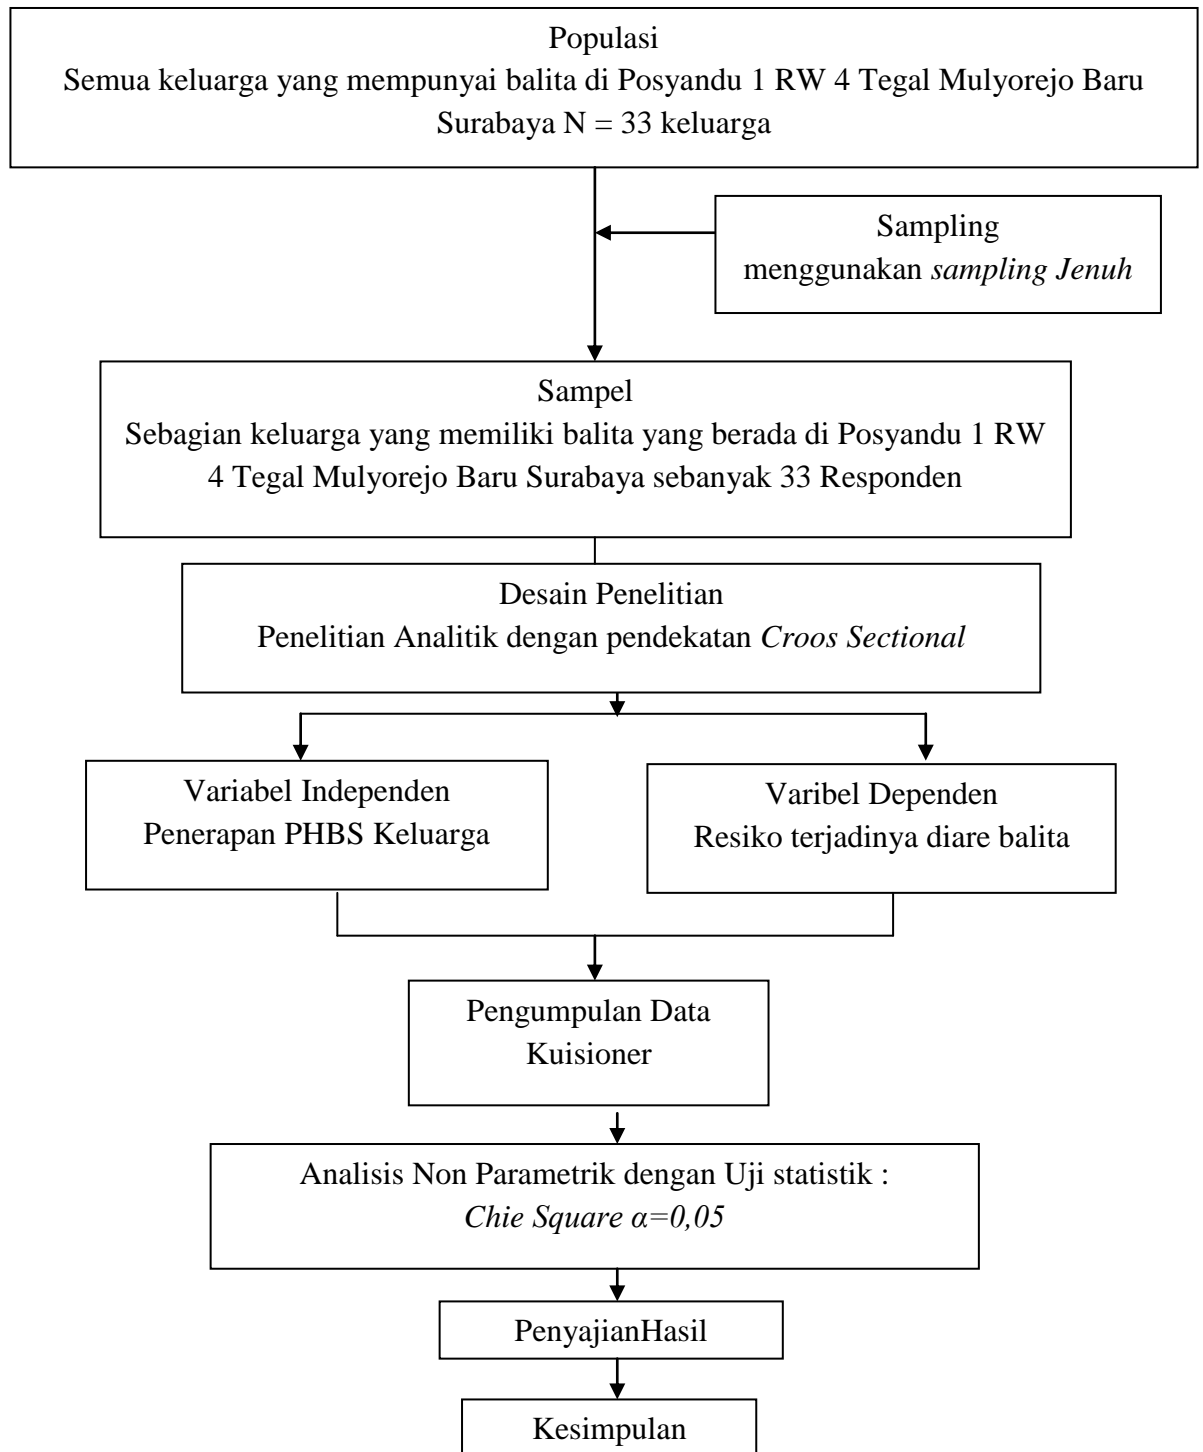 Populasi
Semua keluarga yang mempunyai balita di Posyandu 1 RW 4 Tegal Mulyorejo Baru
Surabaya N = 33 keluarga
Sampling
menggunakan sampling Jenuh
Sampel
Sebagian keluarga yang memiliki balita yang berada di Posyandu 1 RW
4 Tegal Mulyorejo Baru Surabaya sebanyak 33 Responden
Desain Penelitian
Penelitian Analitik dengan pendekatan Croos Sectional
Variabel Independen
Penerapan PHBS Keluarga
Varibel Dependen
Resiko terjadinya diare balita
Pengumpulan Data
Kuisioner
Analisis Non Parametrik dengan Uji statistik :
Chie Square α=0,05
PenyajianHasil
Kesimpulan